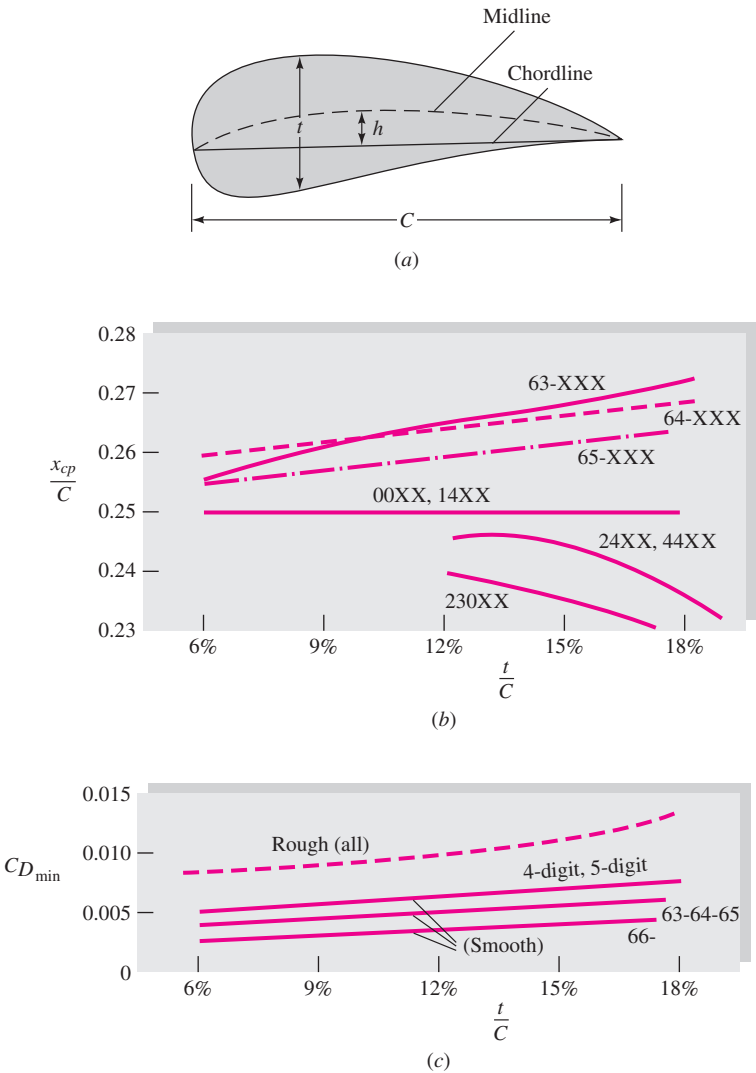 Midline
Chordline
t
h
C
(a)
0.28
0.27
63-XXX
64-XXX
0.26
65-XXX
x_cp
C
00XX, 14XX
0.25
24XX, 44XX
0.24
230XX
0.23
6%
9%
12%
15%
18%
t
C
(b)
0.015
Rough (all)
0.010
4-digit, 5-digit
C_D_min
0.005
63-64-65
(Smooth)
66-
0
6%
9%
12%
15%
18%
t
C
(c)